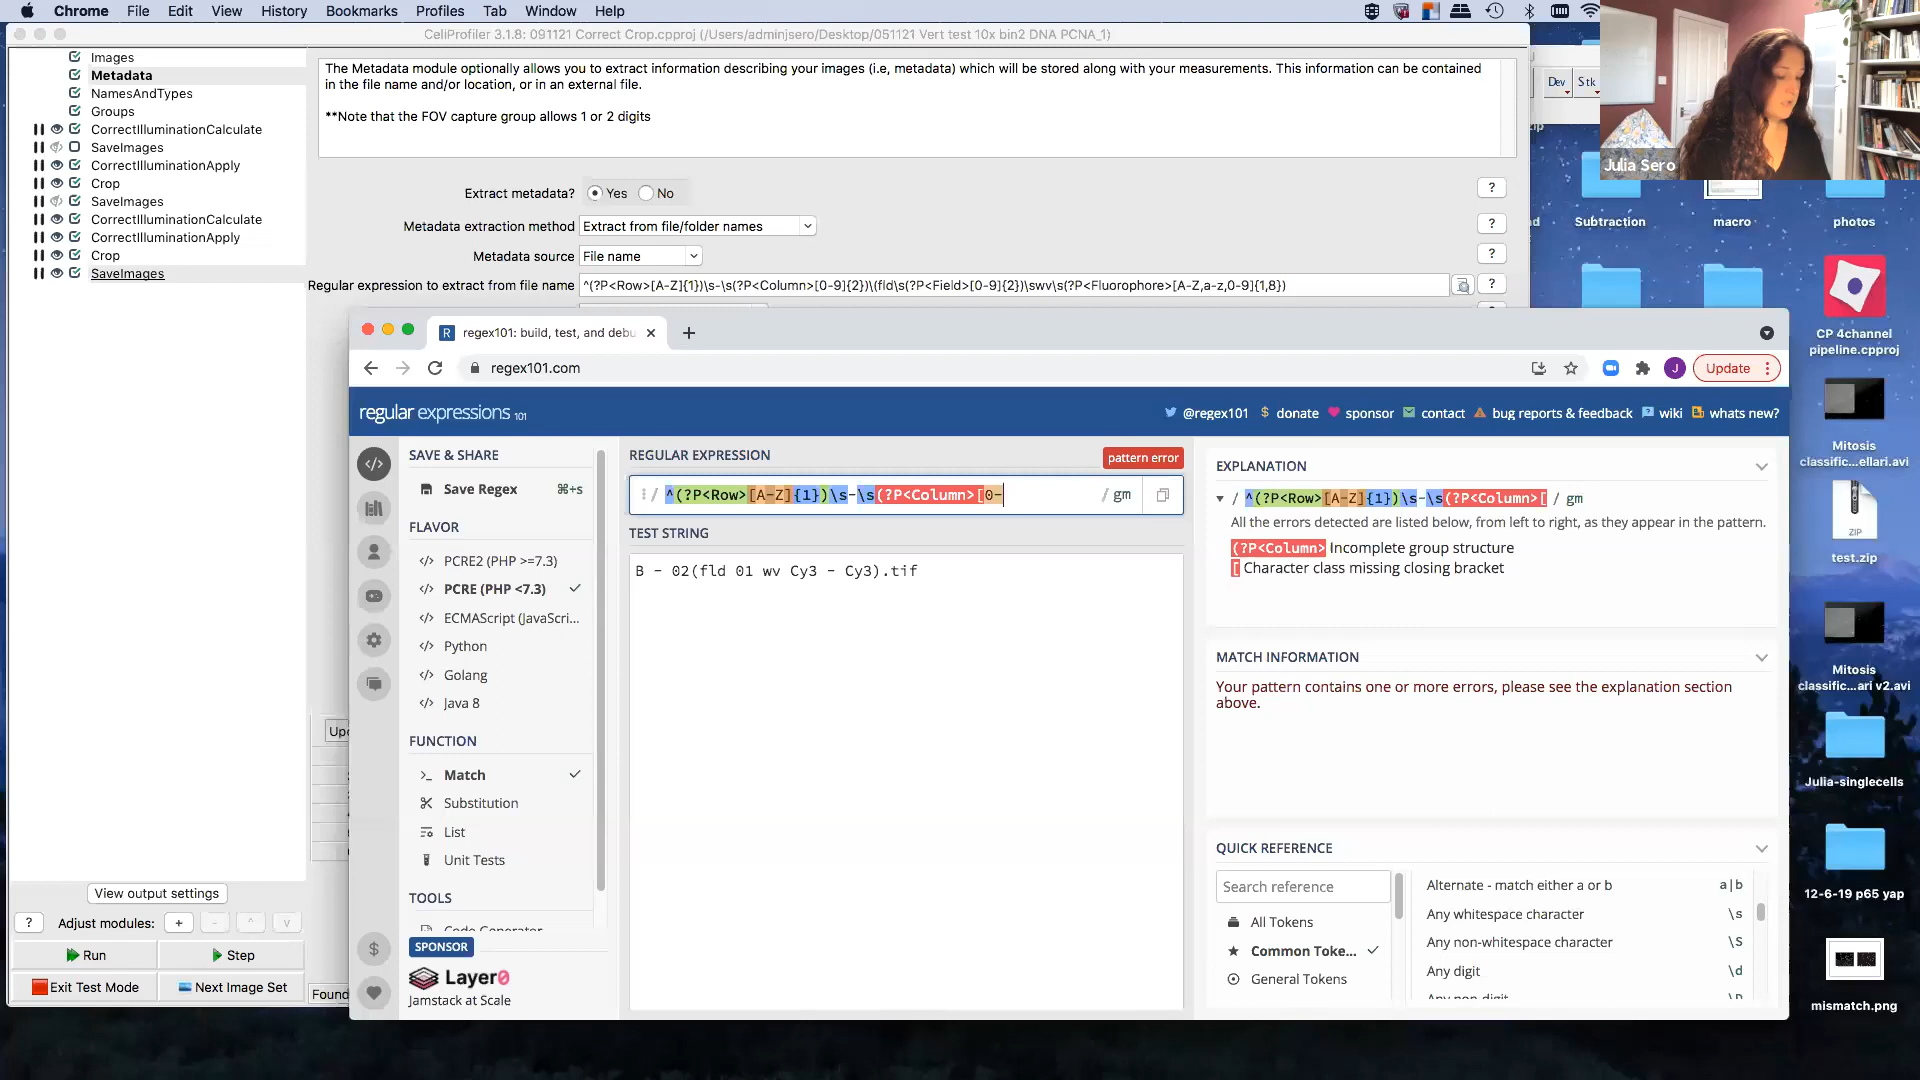 Chrome File Edit View History Bookmarks Profiles Tab Window Help
CellProfiler 3.1.8: 091121 Correct Crop.cpproj (/Users/adminjsero/Desktop/051121 Vert test 10x bin2 DNA PCNA_1)
Images
Metadata
NamesAndTypes
Groups
CorrectIlluminationCalculate
SaveImages
CorrectIlluminationApply
Crop
SaveImages
CorrectIlluminationCalculate
CorrectIlluminationApply
Crop
SaveImages
View output settings
? Adjust modules: + - ^ v
Run Step
Exit Test Mode Next Image Set
The Metadata module optionally allows you to extract information describing your images (i.e, metadata) which will be stored along with your measurements. This information can be contained
in the file name and/or location, or in an external file.
**Note that the FOV capture group allows 1 or 2 digits
Extract metadata? Yes No ?
Metadata extraction method Extract from file/folder names ?
Metadata source File name ?
Regular expression to extract from file name ^(?P<Row>[A-Z]{1})\s-\s(?P<Column>[0-9]{2})\(fld\s(?P<Field>[0-9]{2})\swv\s(?P<Fluorophore>[A-Z,a-z,0-9]{1,8}) ?
Found
regex101: build, test, and debu
regex101.com
J Update
regular expressions 101
@regex101 $ donate sponsor contact bug reports & feedback wiki whats new?
SAVE & SHARE
Save Regex ⌘+s
FLAVOR
</> PCRE2 (PHP >=7.3)
</> PCRE (PHP <7.3)
</> ECMAScript (JavaScri...
</> Python
</> Golang
</> Java 8
FUNCTION
>_ Match
Substitution
List
Unit Tests
TOOLS
Code Generator
SPONSOR
Layer0
Jamstack at Scale
REGULAR EXPRESSION pattern error
/ ^(?P<Row>[A-Z]{1})\s-\s(?P<Column>[0- / gm
TEST STRING
B - 02(fld 01 wv Cy3 - Cy3).tif
EXPLANATION
/ ^(?P<Row>[A-Z]{1})\s-\s(?P<Column>[ / gm
All the errors detected are listed below, from left to right, as they appear in the pattern.
(?P<Column> Incomplete group structure
[ Character class missing closing bracket
MATCH INFORMATION
Your pattern contains one or more errors, please see the explanation section
above.
QUICK REFERENCE
Search reference
All Tokens
Common Toke...
General Tokens
Alternate - match either a or b a|b
Any whitespace character \s
Any non-whitespace character \S
Any digit \d
Any non-digit \D
Dev Stk
Julia Sero
Subtraction
macro
photos
CP 4channel
pipeline.cpproj
Mitosis
classific...ellari.avi
ZIP
test.zip
Mitosis
classific...ari v2.avi
Julia-singlecells
12-6-19 p65 yap
mismatch.png